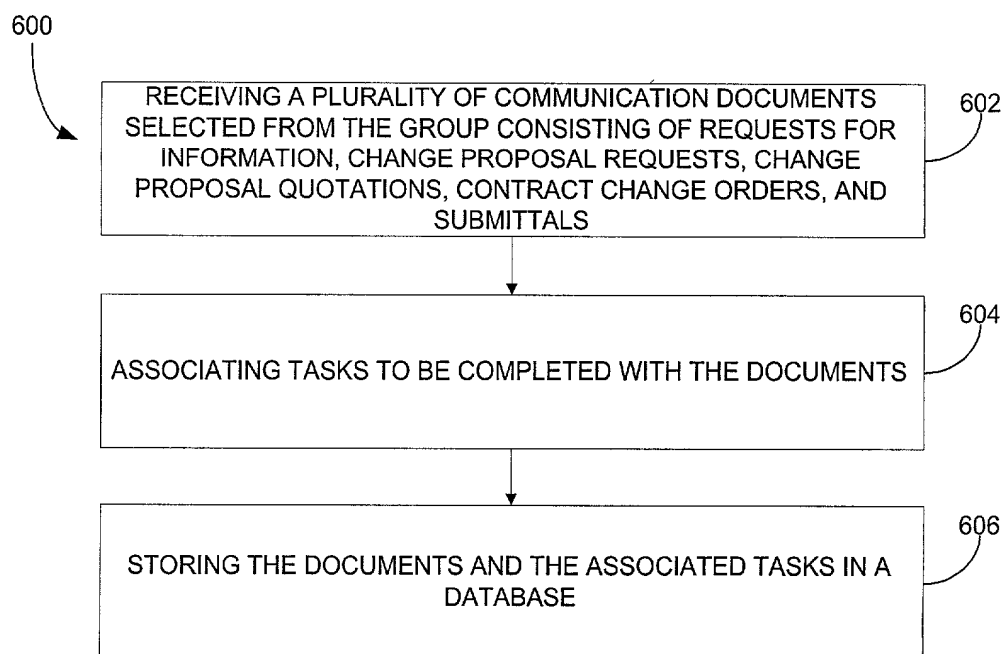 600
RECEIVING A PLURALITY OF COMMUNICATION DOCUMENTS
SELECTED FROM THE GROUP CONSISTING OF REQUESTS FOR
INFORMATION, CHANGE PROPOSAL REQUESTS, CHANGE
PROPOSAL QUOTATIONS, CONTRACT CHANGE ORDERS, AND
SUBMITTALS
602
ASSOCIATING TASKS TO BE COMPLETED WITH THE DOCUMENTS
604
STORING THE DOCUMENTS AND THE ASSOCIATED TASKS IN A
DATABASE
606